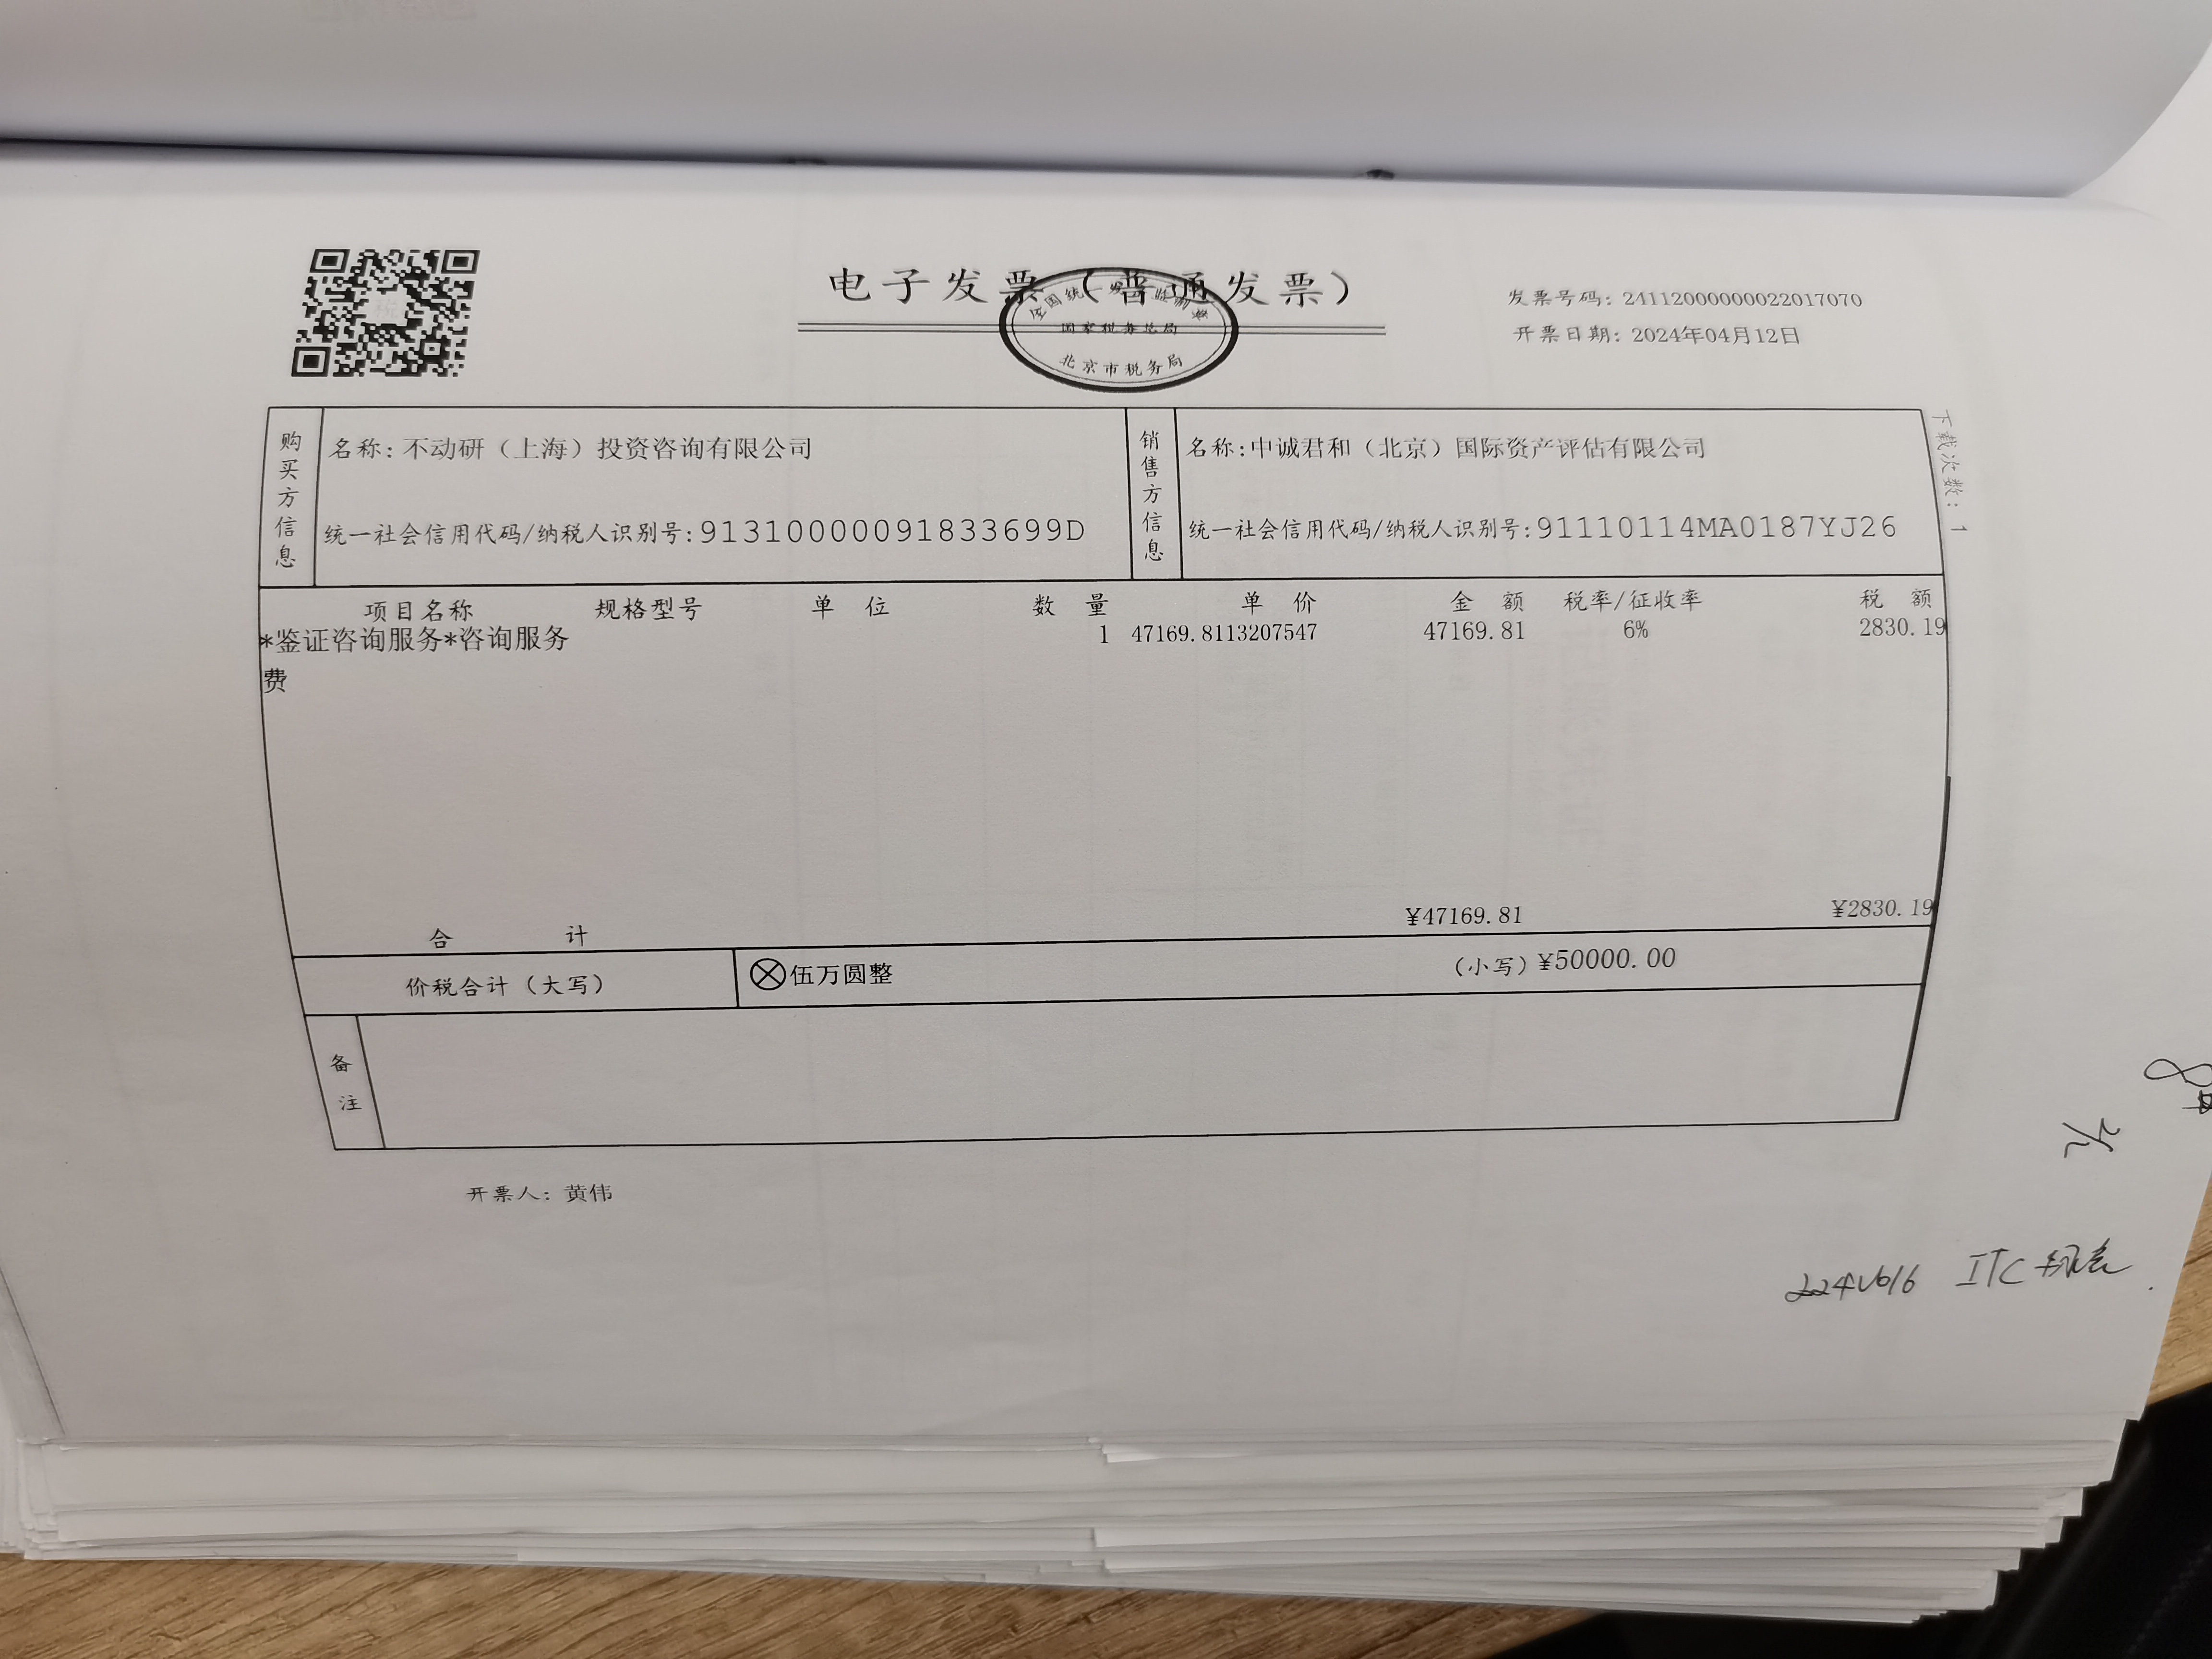 电子发票（普通发票）
全国统一发票监制章
国家税务总局
北京市税务局
发票号码: 24112000000022017070
开票日期: 2024年04月12日
下载次数: 1
购买方信息
名称: 不动研（上海）投资咨询有限公司
统一社会信用代码/纳税人识别号: 91310000091833699D
销售方信息
名称: 中诚君和（北京）国际资产评估有限公司
统一社会信用代码/纳税人识别号: 91110114MA0187YJ26
项目名称 规格型号 单位 数量 单价 金额 税率/征收率 税额
*鉴证咨询服务*咨询服务 1 47169.8113207547 47169.81 6% 2830.19
费
合计 ¥47169.81 ¥2830.19
价税合计（大写） ⊗伍万圆整 （小写）¥50000.00
备注
开票人: 黄伟
ITC